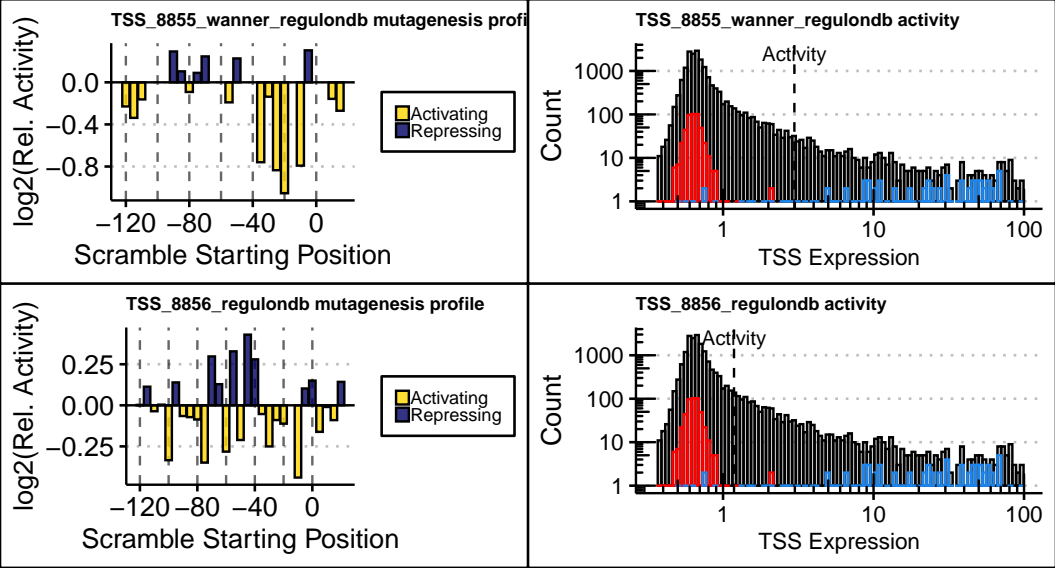 TSS_8855_wanner_regulondb mutagenesis profi
log2(Rel. Activity)
0.0
−0.4
−0.8
−120 −80 −40 0
Scramble Starting Position
Activating
Repressing
TSS_8855_wanner_regulondb activity
Activity
Count
1000
100
10
1
1 10 100
TSS Expression
TSS_8856_regulondb mutagenesis profile
log2(Rel. Activity)
0.25
0.00
−0.25
−120 −80 −40 0
Scramble Starting Position
Activating
Repressing
TSS_8856_regulondb activity
Activity
Count
1000
100
10
1
1 10 100
TSS Expression